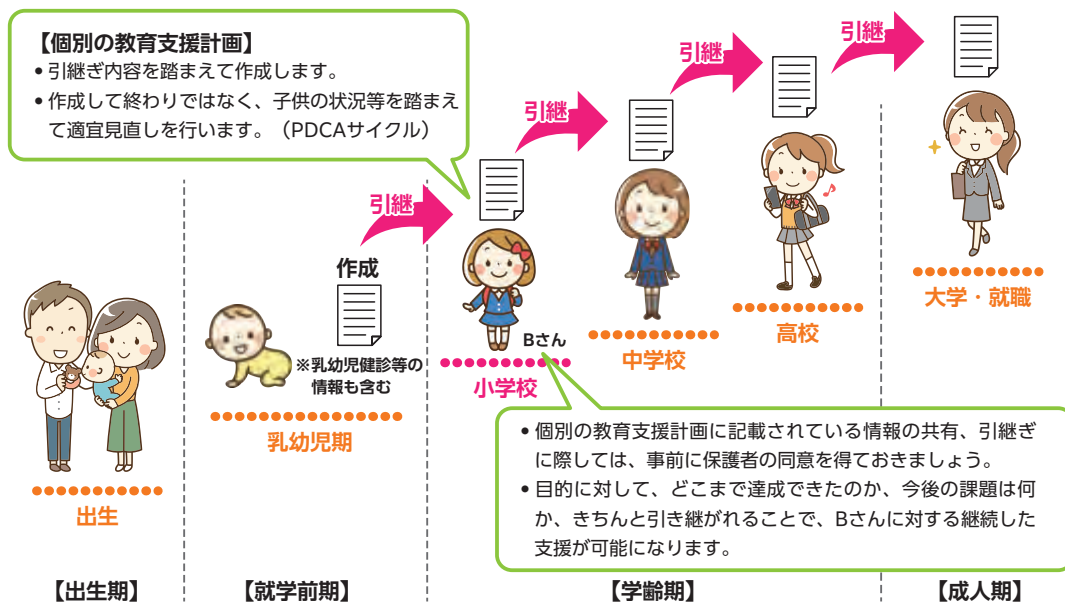 【個別の教育支援計画】
• 引継ぎ内容を踏まえて作成します。
• 作成して終わりではなく、子供の状況等を踏まえ
て適宜見直しを行います。（PDCAサイクル）
引継
引継
引継
引継
作成
※乳幼児健診等の
情報も含む
Bさん
出生
乳幼児期
小学校
中学校
高校
大学・就職
• 個別の教育支援計画に記載されている情報の共有、引継ぎ
に際しては、事前に保護者の同意を得ておきましょう。
• 目的に対して、どこまで達成できたのか、今後の課題は何
か、きちんと引き継がれることで、Bさんに対する継続した
支援が可能になります。
【出生期】
【就学前期】
【学齢期】
【成人期】